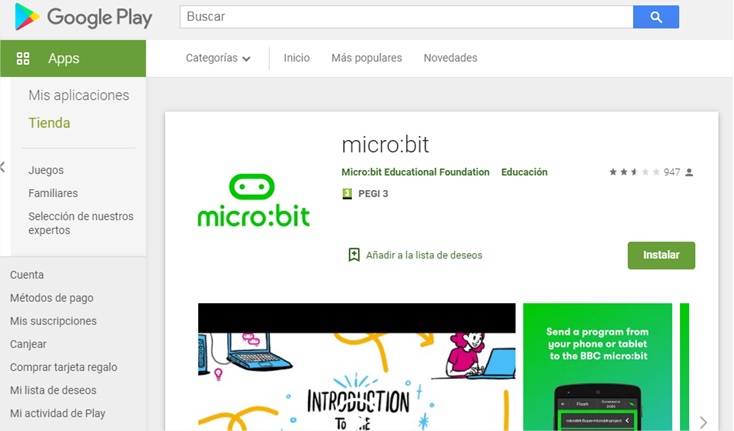 Google Play
Buscar
Apps
Categorías
Inicio
Más populares
Novedades
Mis aplicaciones
Tienda
Juegos
Familiares
Selección de nuestros
expertos
Cuenta
Métodos de pago
Mis suscripciones
Canjear
Comprar tarjeta regalo
Mi lista de deseos
Mi actividad de Play
micro:bit
micro:bit
Micro:bit Educational Foundation
Educación
947
3
PEGI 3
Añadir a la lista de deseos
Instalar
INTRODUCTION
TO THE
Send a program from
your phone or tablet
to the BBC micro:bit
Flash